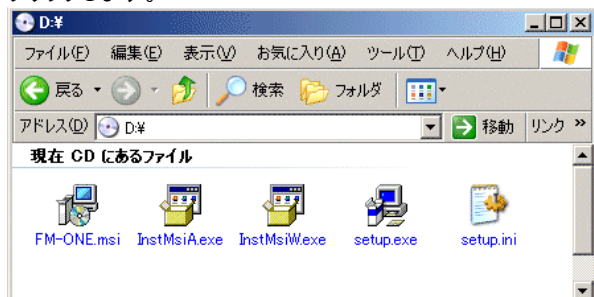 D:¥
ファイル(F) 編集(E) 表示(V) お気に入り(A) ツール(T) ヘルプ(H)
戻る 検索 フォルダ
アドレス(D) D:¥ 移動 リンク »
現在 CD にあるファイル
FM-ONE.msi InstMsiA.exe InstMsiW.exe setup.exe setup.ini